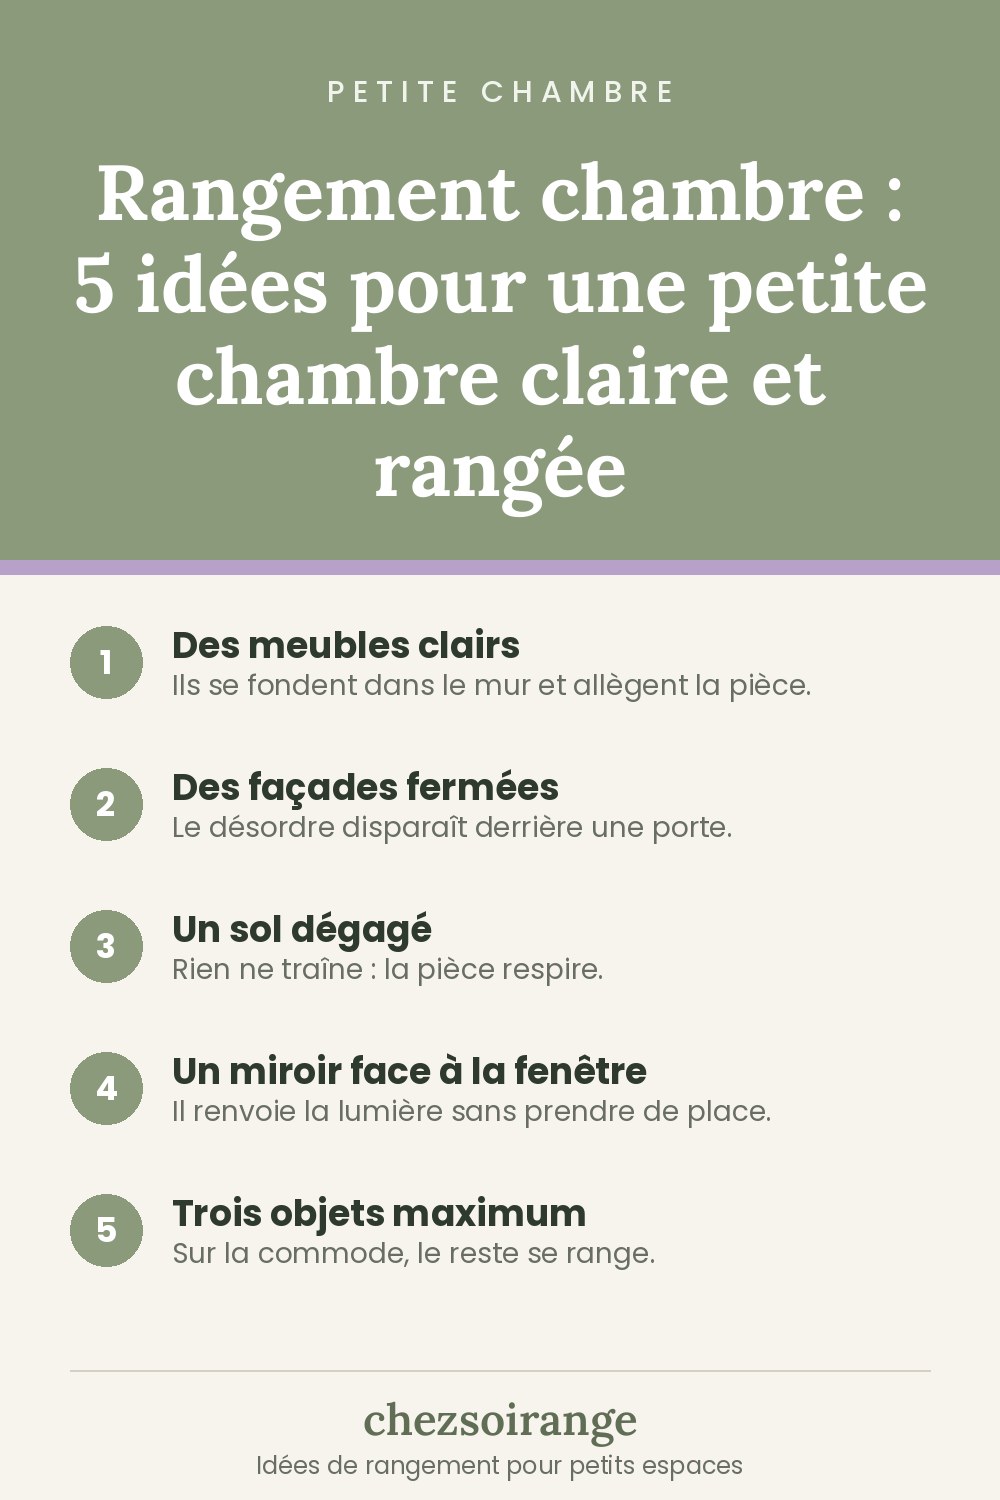 PETITE CHAMBRE
Rangement chambre :
5 idées pour une petite
chambre claire et
rangée
1
Des meubles clairs
Ils se fondent dans le mur et allègent la pièce.
2
Des façades fermées
Le désordre disparaît derrière une porte.
3
Un sol dégagé
Rien ne traîne : la pièce respire.
4
Un miroir face à la fenêtre
Il renvoie la lumière sans prendre de place.
5
Trois objets maximum
Sur la commode, le reste se range.
chezsoirange
Idées de rangement pour petits espaces